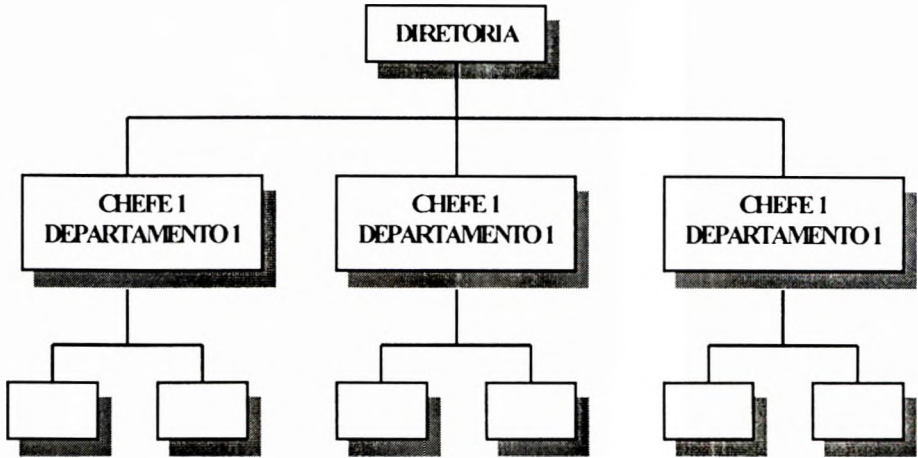 DIRETORIA
CHEFE 1
DEPARTAMENTO 1
CHEFE 1
DEPARTAMENTO 1
CHEFE 1
DEPARTAMENTO 1